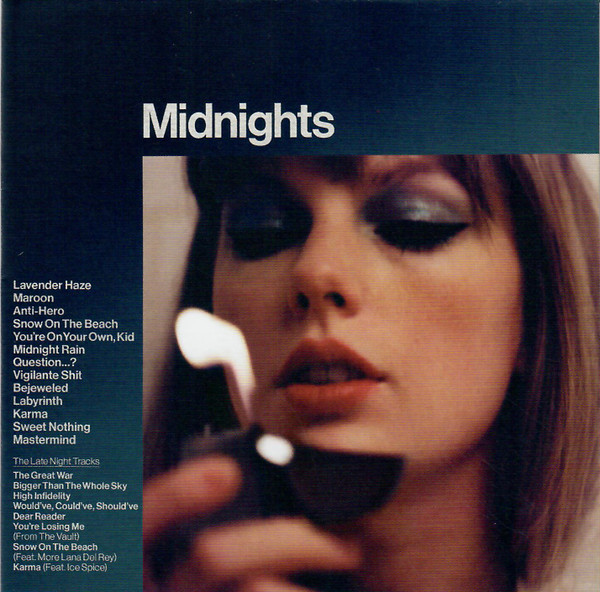 Midnights
Lavender Haze
Maroon
Anti-Hero
Snow On The Beach
You're On Your Own, Kid
Midnight Rain
Question...?
Vigilante Shit
Bejeweled
Labyrinth
Karma
Sweet Nothing
Mastermind
The Late Night Tracks
The Great War
Bigger Than The Whole Sky
High Infidelity
Would've, Could've, Should've
Dear Reader
You're Losing Me
(From The Vault)
Snow On The Beach
(Feat. More Lana Del Rey)
Karma (Feat. Ice Spice)